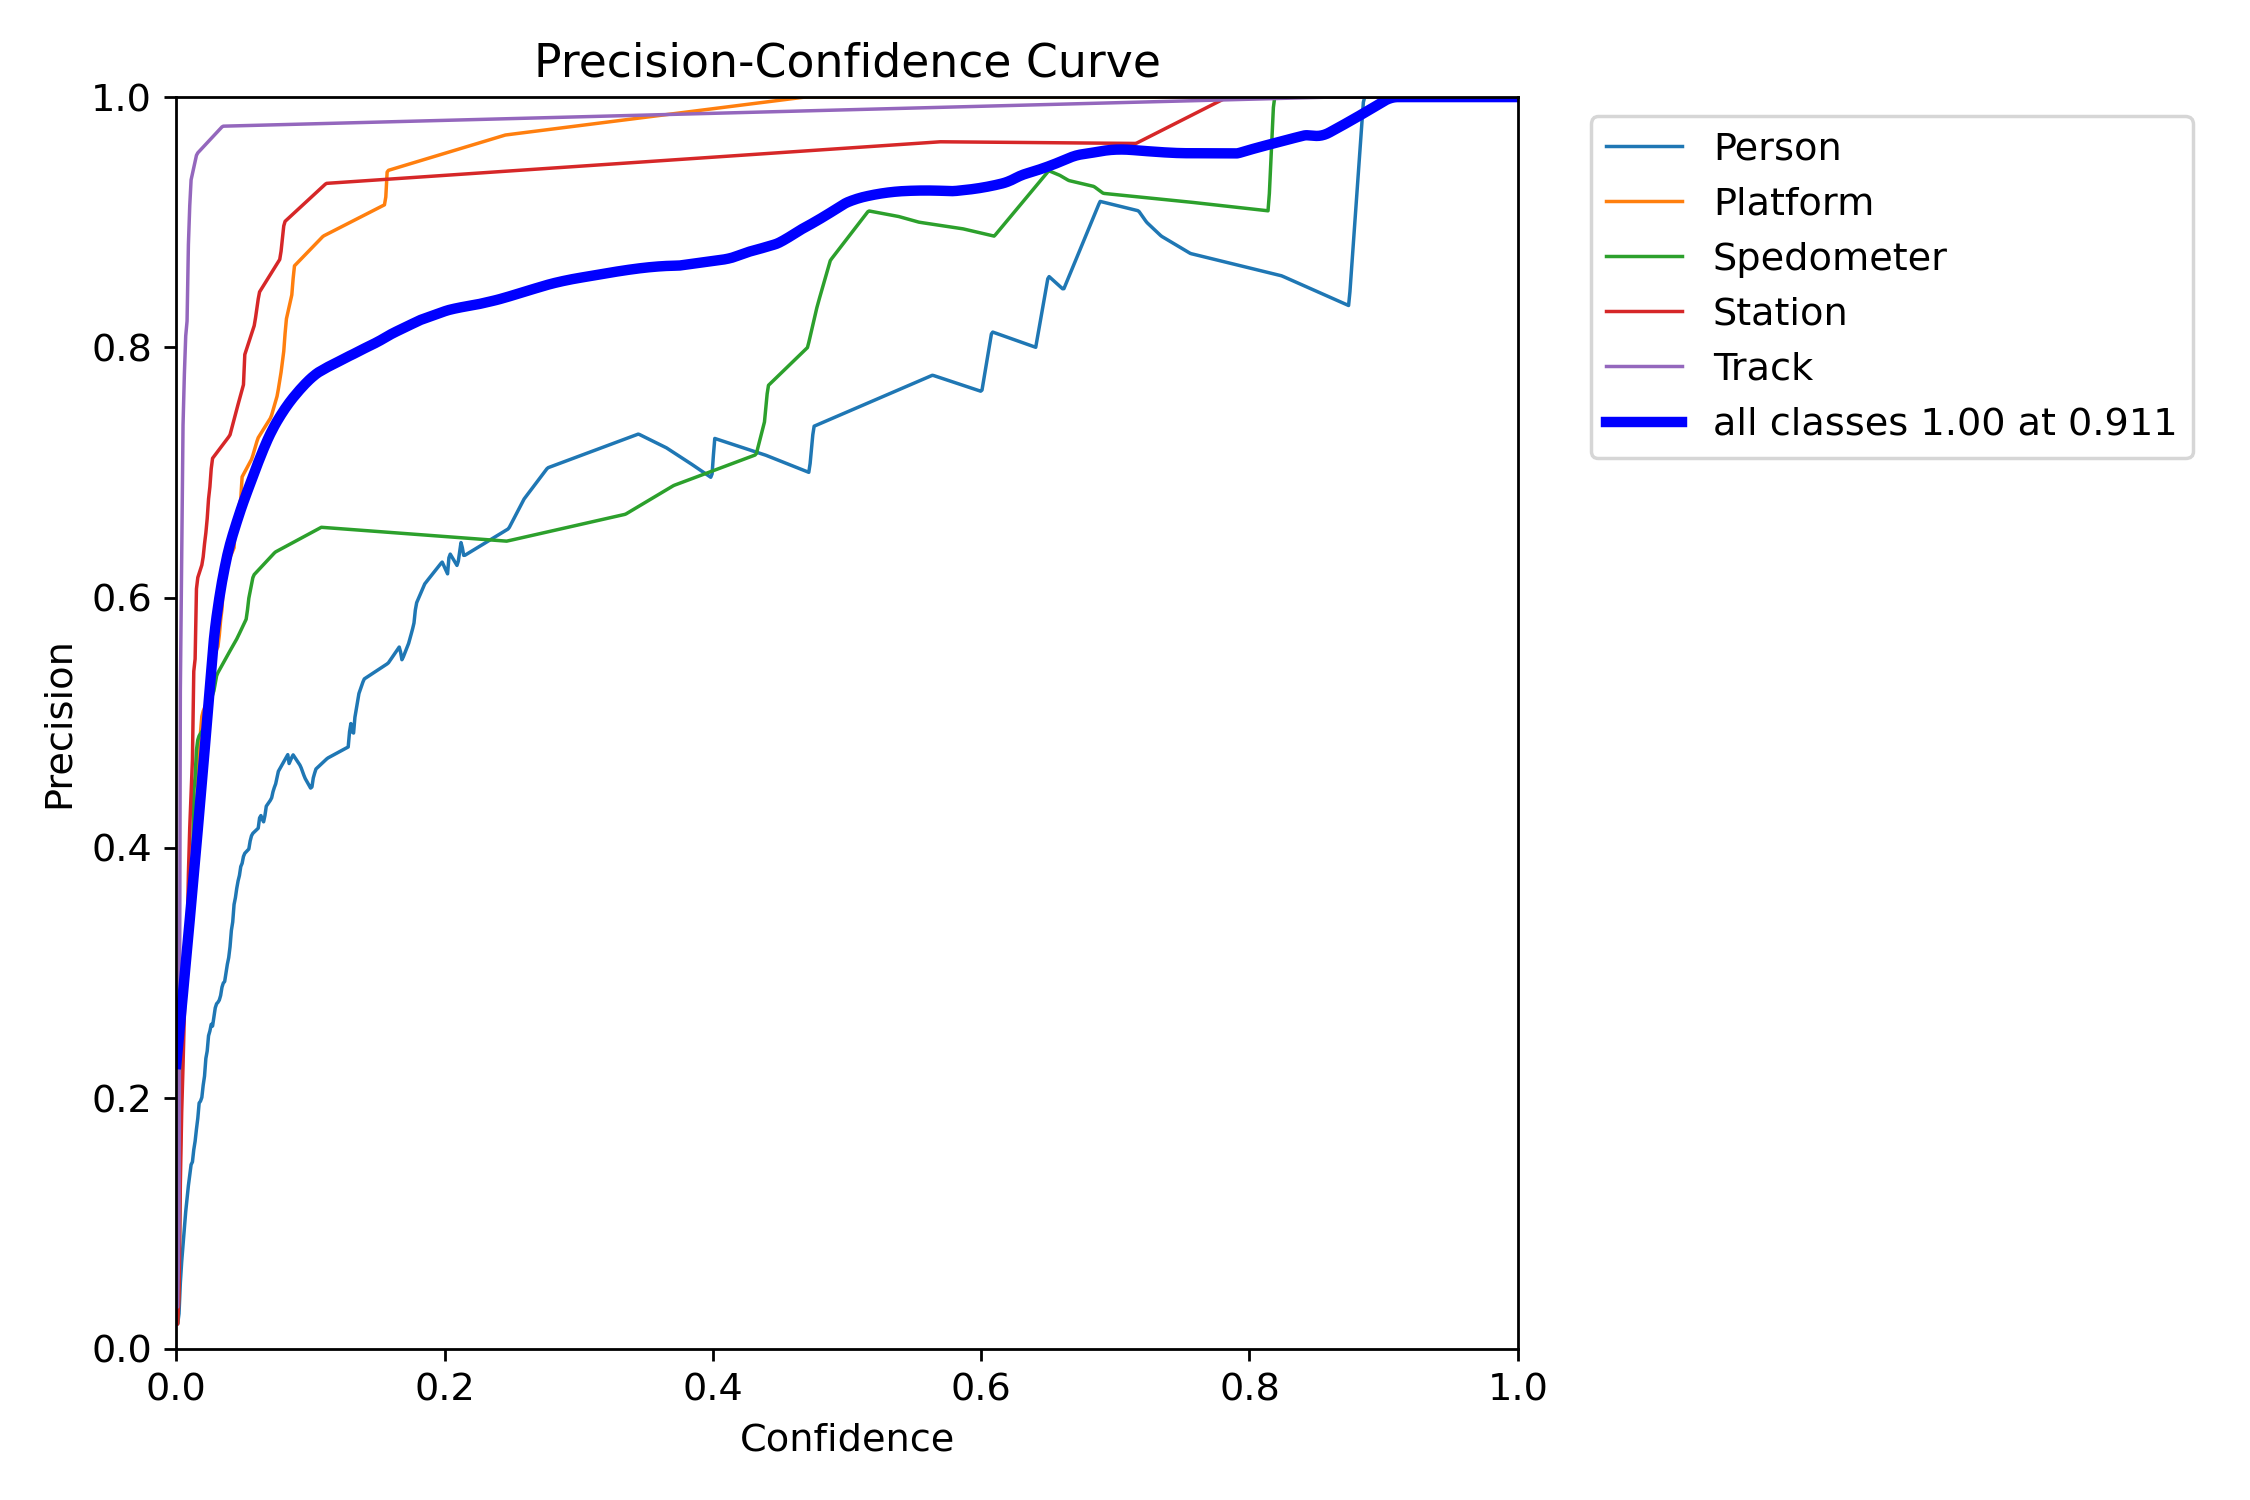 Precision-Confidence Curve
1.0
0.8
0.6
0.4
0.2
0.0
Precision
0.0 0.2 0.4 0.6 0.8 1.0
Confidence
Person
Platform
Spedometer
Station
Track
all classes 1.00 at 0.911